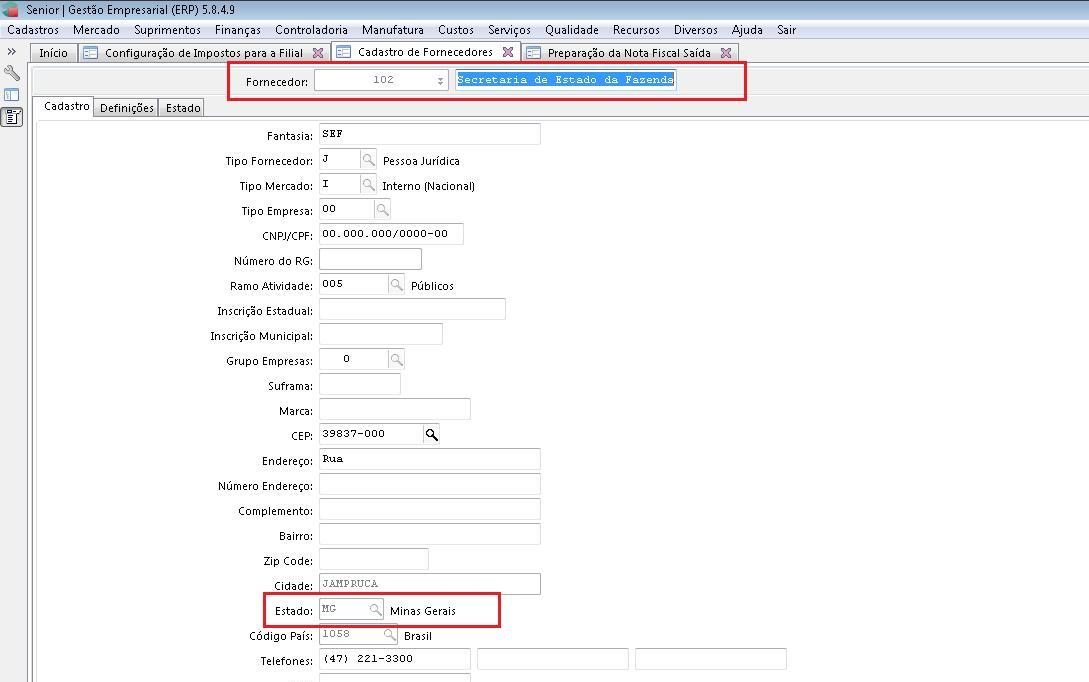 Senior | Gestão Empresarial (ERP) 5.8.4.9
Cadastros Mercado Suprimentos Finanças Controladoria Manufatura Custos Serviços Qualidade Recursos Diversos Ajuda Sair
Início Configuração de Impostos para a Filial Cadastro de Fornecedores Preparação da Nota Fiscal Saída
Fornecedor: 102 Secretaria de Estado da Fazenda
Cadastro Definições Estado
Fantasia: SEF
Tipo Fornecedor: J Pessoa Jurídica
Tipo Mercado: I Interno (Nacional)
Tipo Empresa: 00
CNPJ/CPF: 00.000.000/0000-00
Número do RG:
Ramo Atividade: 005 Públicos
Inscrição Estadual:
Inscrição Municipal:
Grupo Empresas: 0
Suframa:
Marca:
CEP: 39837-000
Endereço: Rua
Número Endereço:
Complemento:
Bairro:
Zip Code:
Cidade: JAMPRUCA
Estado: MG Minas Gerais
Código País: 1058 Brasil
Telefones: (47) 221-3300